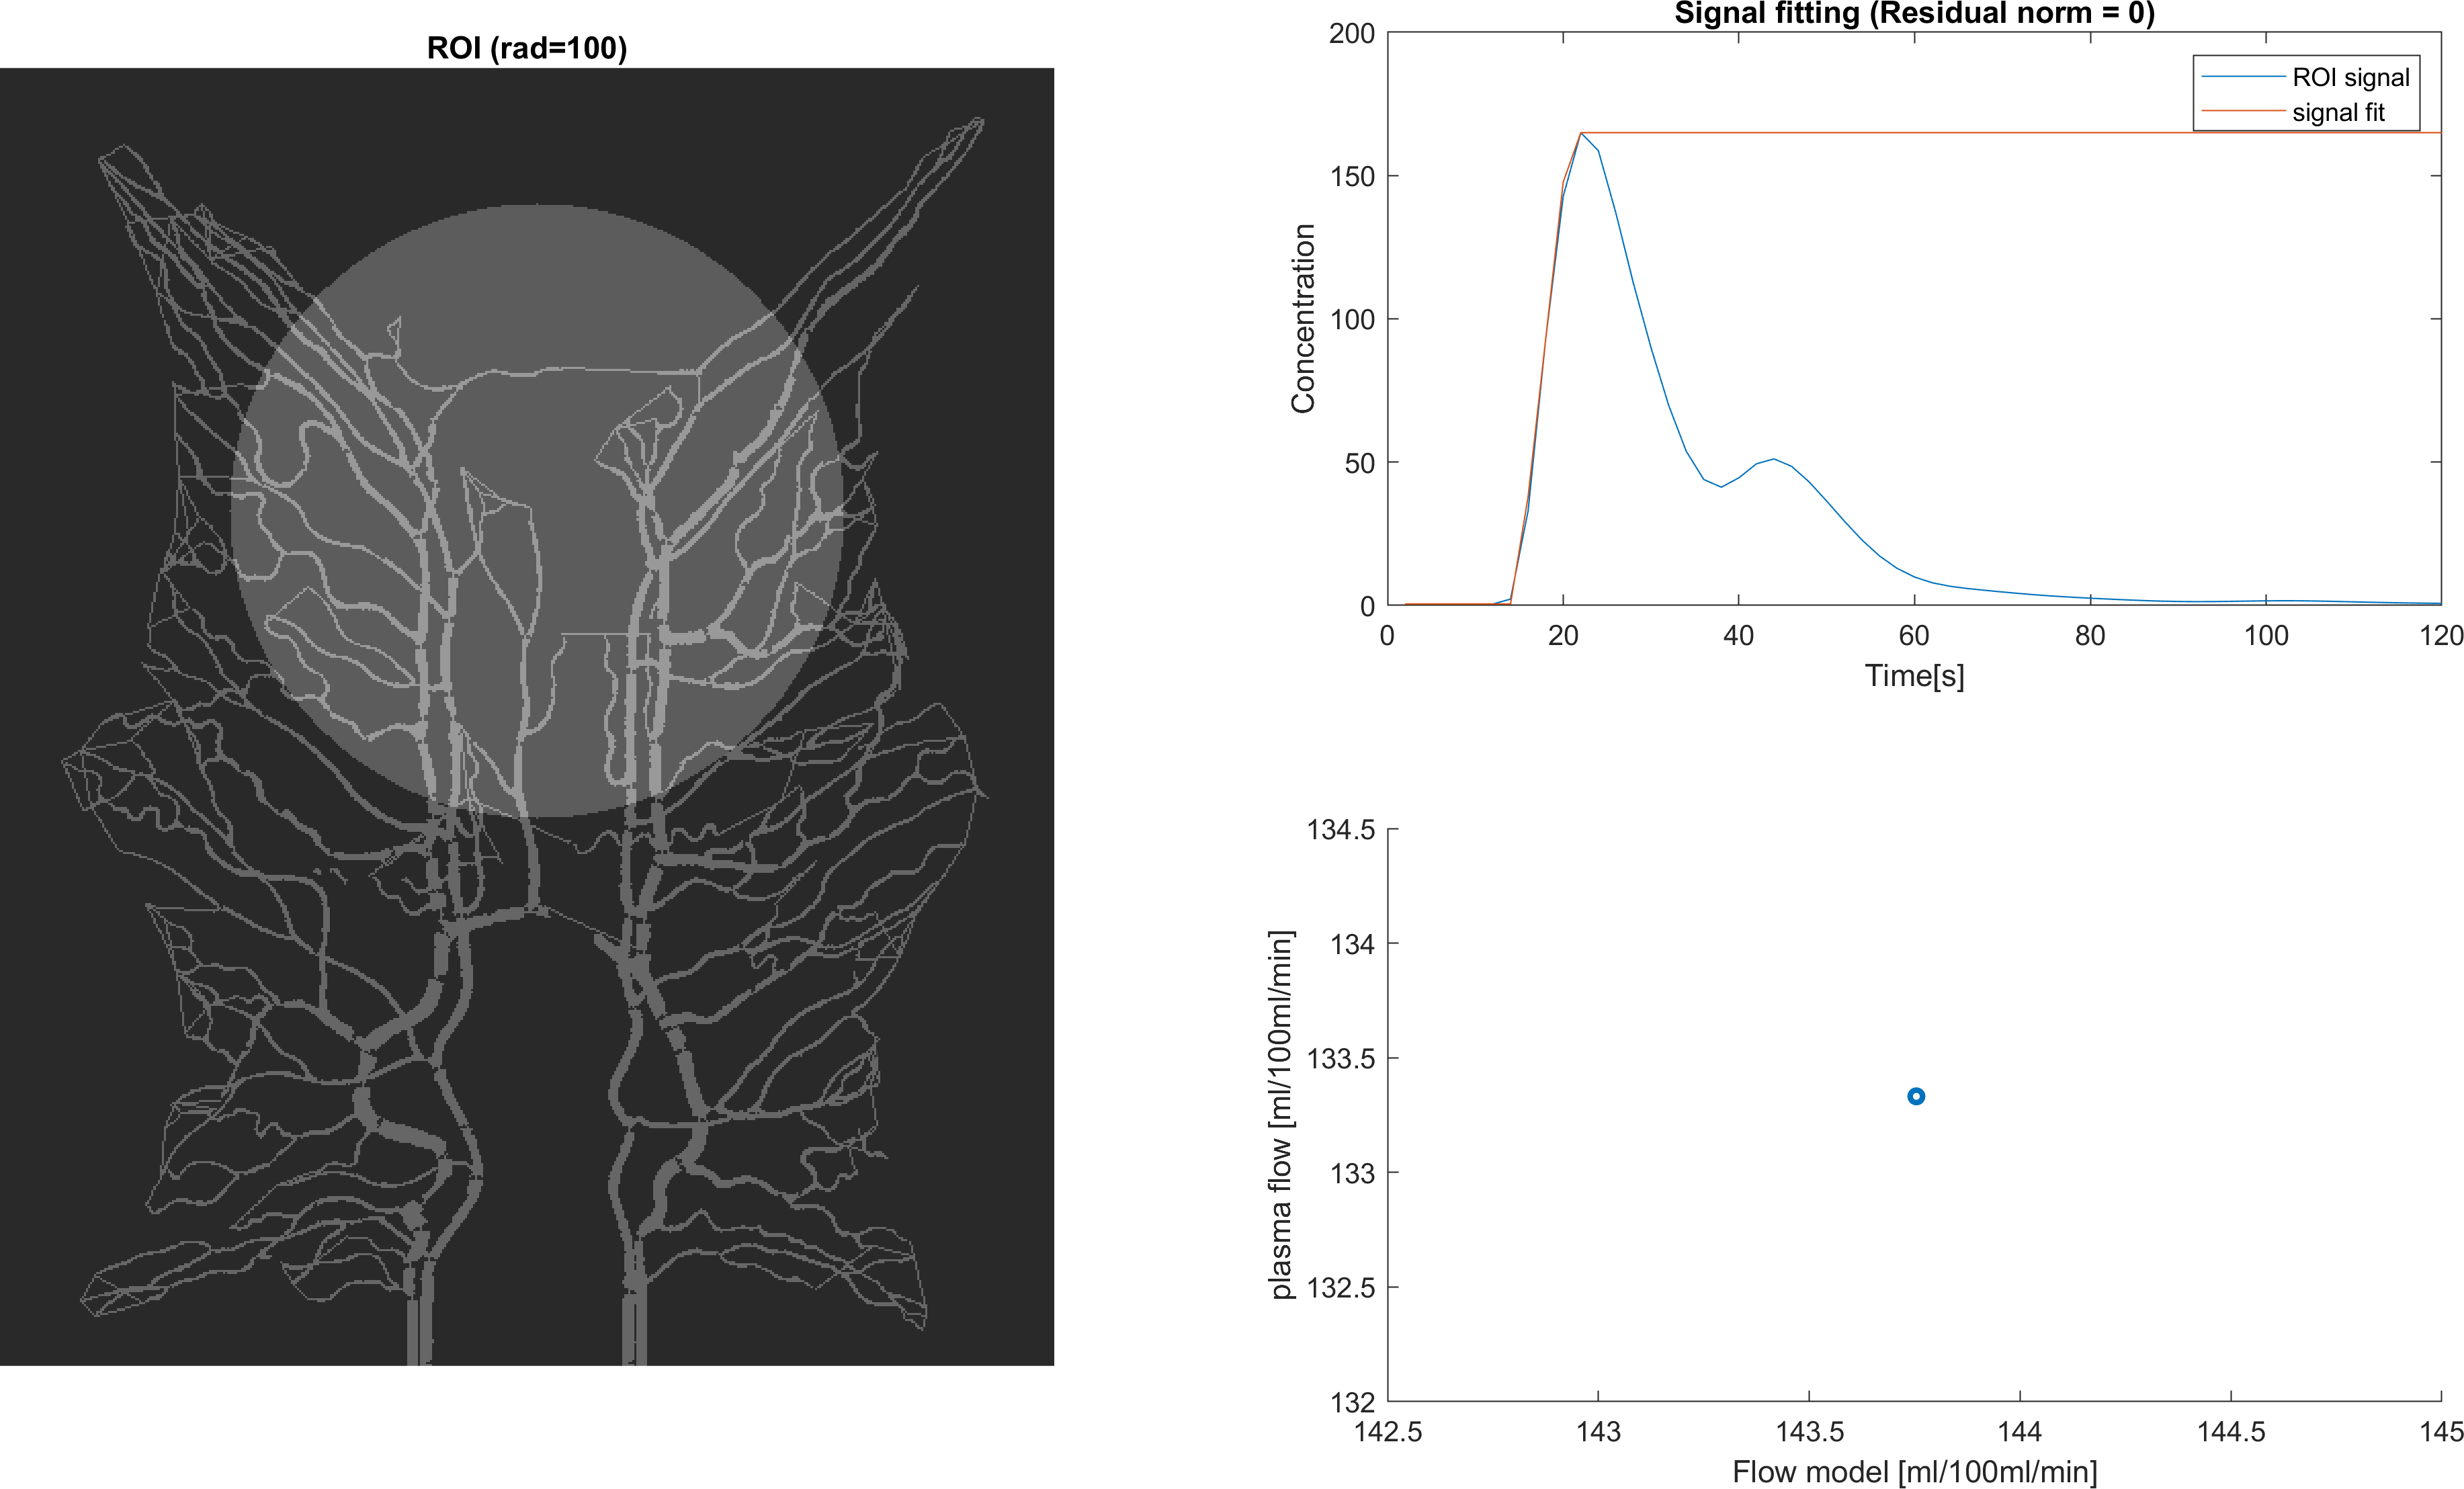 ROI (rad=100)
Signal fitting (Residual norm = 0)
200
150
100
50
0
Concentration
ROI signal
signal fit
0 20 40 60 80 100 120
Time[s]
134.5
134
133.5
133
132.5
132
plasma flow [ml/100ml/min]
142.5 143 143.5 144 144.5 145
Flow model [ml/100ml/min]